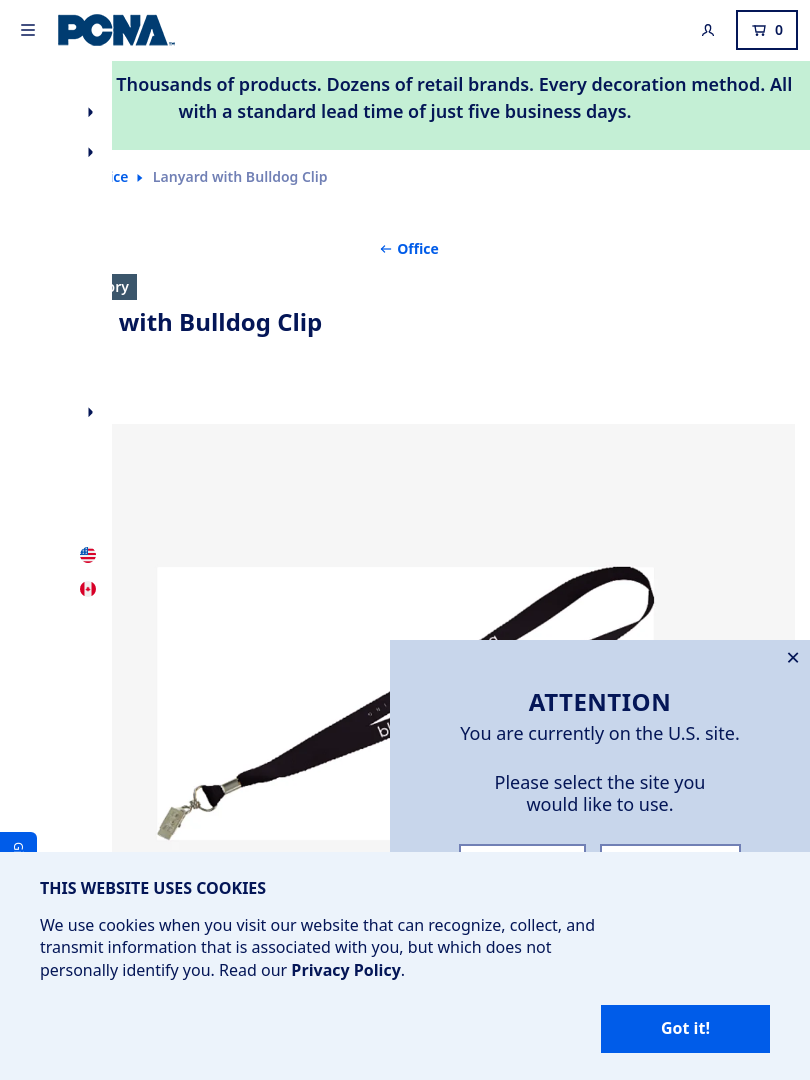 PCNA
0
Thousands of products. Dozens of retail brands. Every decoration method. All
with a standard lead time of just five business days.
Lanyard with Bulldog Clip
Office
with Bulldog Clip
ATTENTION
You are currently on the U.S. site.
Please select the site you
would like to use.
G
THIS WEBSITE USES COOKIES
We use cookies when you visit our website that can recognize, collect, and
transmit information that is associated with you, but which does not
personally identify you. Read our Privacy Policy.
Got it!